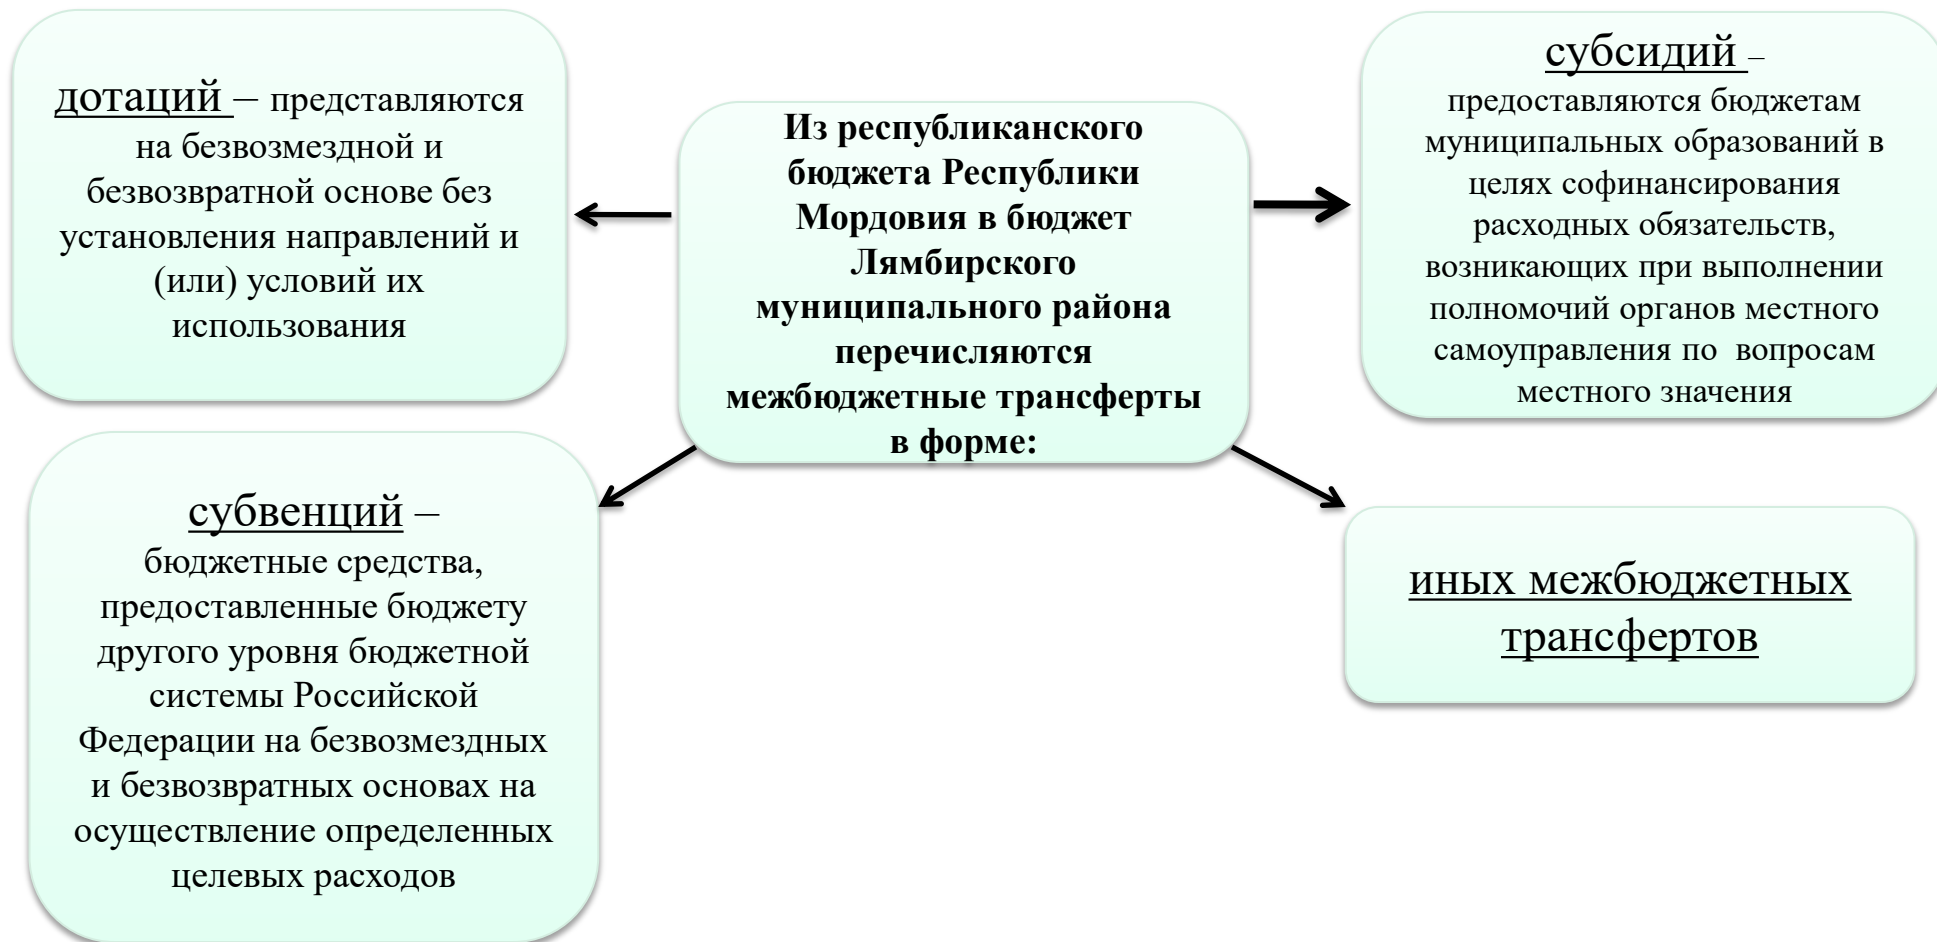 дотаций – представляются
на безвозмездной и
безвозвратной основе без
установления направлений и
(или) условий их
использования
Из республиканского
бюджета Республики
Мордовия в бюджет
Лямбирского
муниципального района
перечисляются
межбюджетные трансферты
в форме:
субсидий –
предоставляются бюджетам
муниципальных образований в
целях софинансирования
расходных обязательств,
возникающих при выполнении
полномочий органов местного
самоуправления по вопросам
местного значения
субвенций –
бюджетные средства,
предоставленные бюджету
другого уровня бюджетной
системы Российской
Федерации на безвозмездных
и безвозвратных основах на
осуществление определенных
целевых расходов
иных межбюджетных
трансфертов